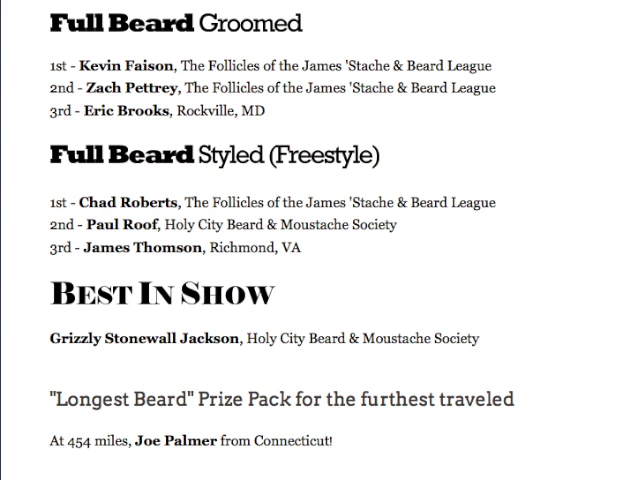 Full Beard Groomed
1st - Kevin Faison, The Follicles of the James 'Stache & Beard League
2nd - Zach Pettrey, The Follicles of the James 'Stache & Beard League
3rd - Eric Brooks, Rockville, MD
Full Beard Styled (Freestyle)
1st - Chad Roberts, The Follicles of the James 'Stache & Beard League
2nd - Paul Roof, Holy City Beard & Moustache Society
3rd - James Thomson, Richmond, VA
BEST IN SHOW
Grizzly Stonewall Jackson, Holy City Beard & Moustache Society
"Longest Beard" Prize Pack for the furthest traveled
At 454 miles, Joe Palmer from Connecticut!